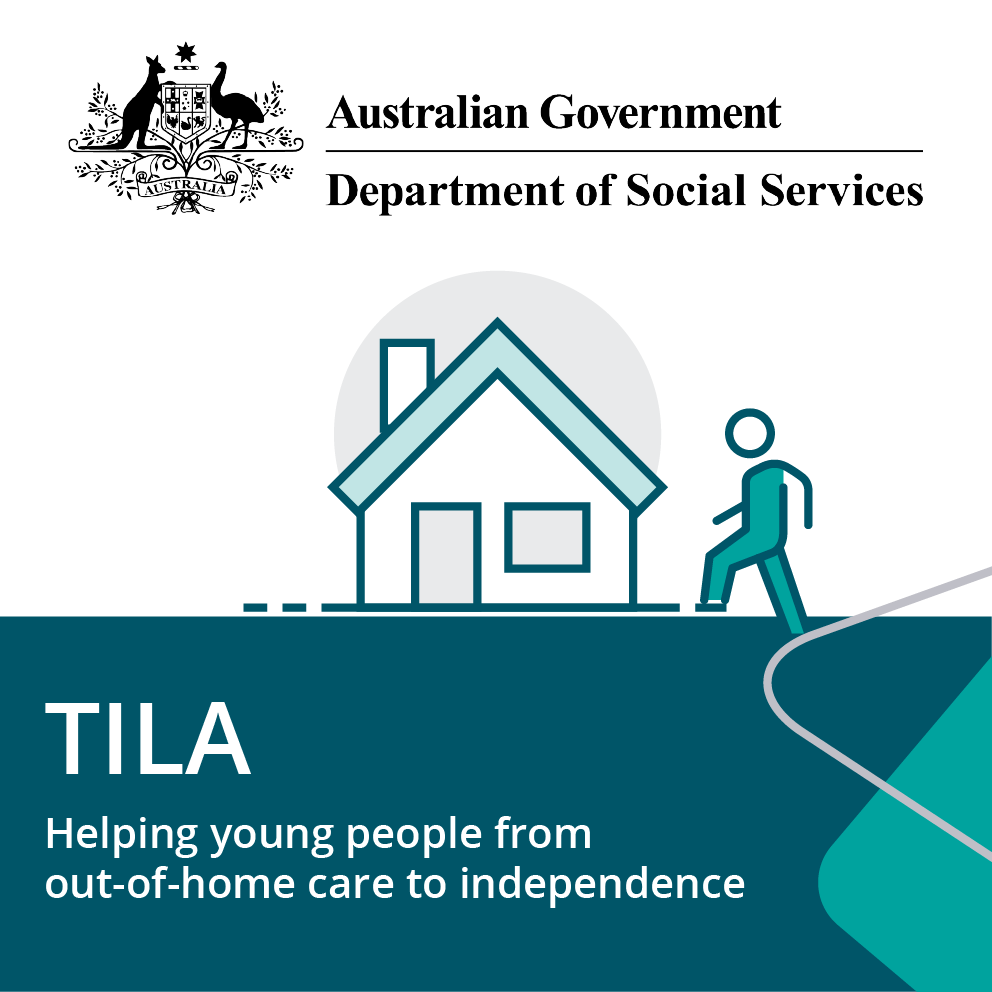 AUSTRALIA
Australian Government
Department of Social Services
TILA
Helping young people from
out-of-home care to independence